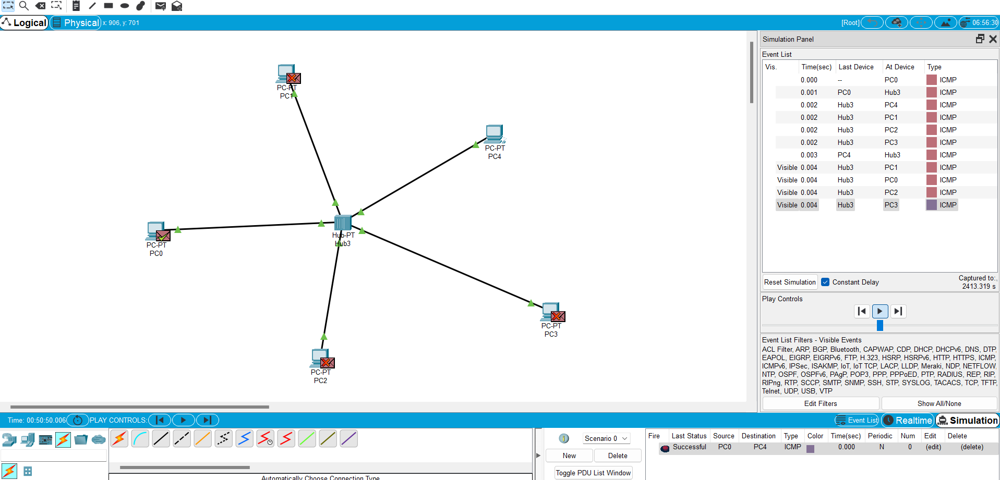 Logical
Physical
x: 906, y: 701
[Root]
06:56:30
PC-PT
PC1
PC-PT
PC4
PC-PT
PC0
Hub-PT
Hub3
PC-PT
PC3
PC-PT
PC2
Simulation Panel
Event List
Vis. Time(sec) Last Device At Device Type
0.000 -- PC0 ICMP
0.001 PC0 Hub3 ICMP
0.002 Hub3 PC4 ICMP
0.002 Hub3 PC1 ICMP
0.002 Hub3 PC2 ICMP
0.002 Hub3 PC3 ICMP
0.003 PC4 Hub3 ICMP
Visible 0.004 Hub3 PC1 ICMP
Visible 0.004 Hub3 PC0 ICMP
Visible 0.004 Hub3 PC2 ICMP
Visible 0.004 Hub3 PC3 ICMP
Reset Simulation Constant Delay Captured to:
2413.319 s
Play Controls
Event List Filters - Visible Events
ACL Filter, ARP, BGP, Bluetooth, CAPWAP, CDP, DHCP, DHCPv6, DNS, DTP,
EAPOL, EIGRP, EIGRPv6, FTP, H.323, HSRP, HSRPv6, HTTP, HTTPS, ICMP,
ICMPv6, IPSec, ISAKMP, IoT, IoT TCP, LACP, LLDP, Meraki, NDP, NETFLOW,
NTP, OSPF, OSPFv6, PAgP, POP3, PPP, PPPoED, PTP, RADIUS, REP, RIP,
RIPng, RTP, SCCP, SMTP, SNMP, SSH, STP, SYSLOG, TACACS, TCP, TFTP,
Telnet, UDP, USB, VTP
Edit Filters Show All/None
Time: 00:50:50.006 PLAY CONTROLS:
Event List Realtime Simulation
Scenario 0
New Delete
Toggle PDU List Window
Fire Last Status Source Destination Type Color Time(sec) Periodic Num Edit Delete
Successful PC0 PC4 ICMP 0.000 N 0 (edit) (delete)
Automatically Choose Connection Type